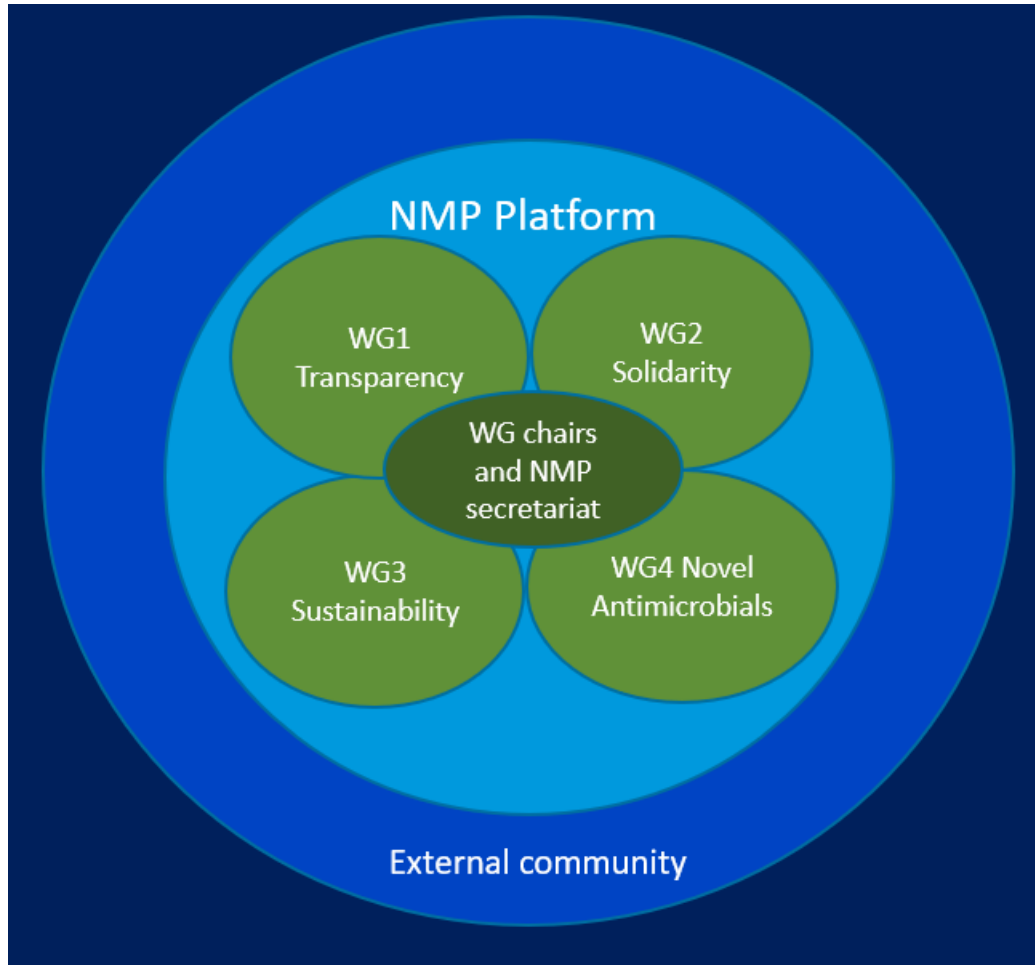 NMP Platform
WG1
Transparency
WG2
Solidarity
WG chairs
and NMP
secretariat
WG3
Sustainability
WG4 Novel
Antimicrobials
External community